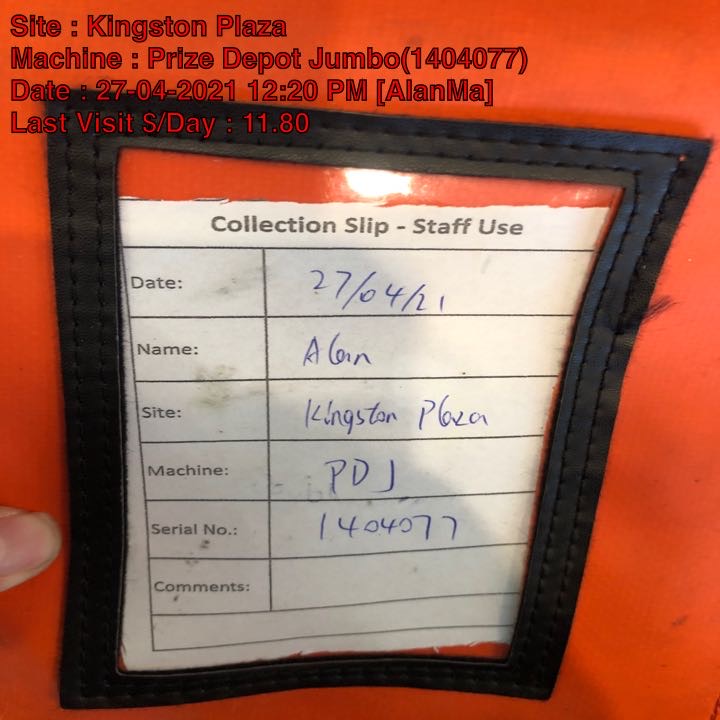 Site : Kingston Plaza
Machine : Prize Depot Jumbo(1404077)
Date : 27-04-2021 12:20 PM [AlanMa]
Last Visit $/Day : 11.80
Collection Slip - Staff Use
Date: 27/04/21
Name: Alan
Site: Kingston Plaza
Machine: PDJ
Serial No.: 1404077
Comments: